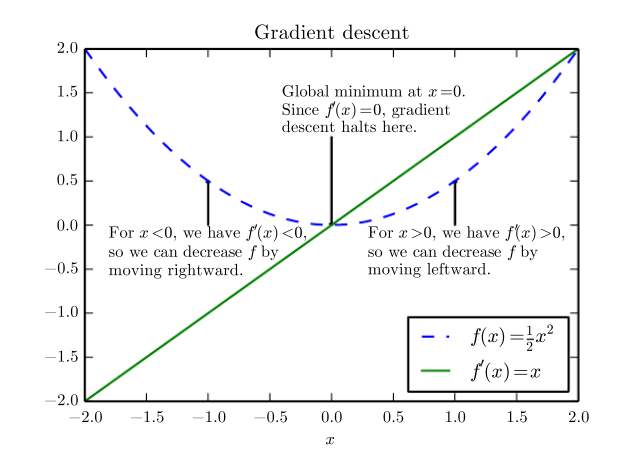 Gradient descent
2.0
1.5
1.0
0.5
0.0
−0.5
−1.0
−1.5
−2.0
Global minimum at x=0.
Since f′(x)=0, gradient
descent halts here.
For x<0, we have f′(x)<0,
so we can decrease f by
moving rightward.
For x>0, we have f′(x)>0,
so we can decrease f by
moving leftward.
f(x)=½x²
f′(x)=x
−2.0 −1.5 −1.0 −0.5 0.0 0.5 1.0 1.5 2.0
x